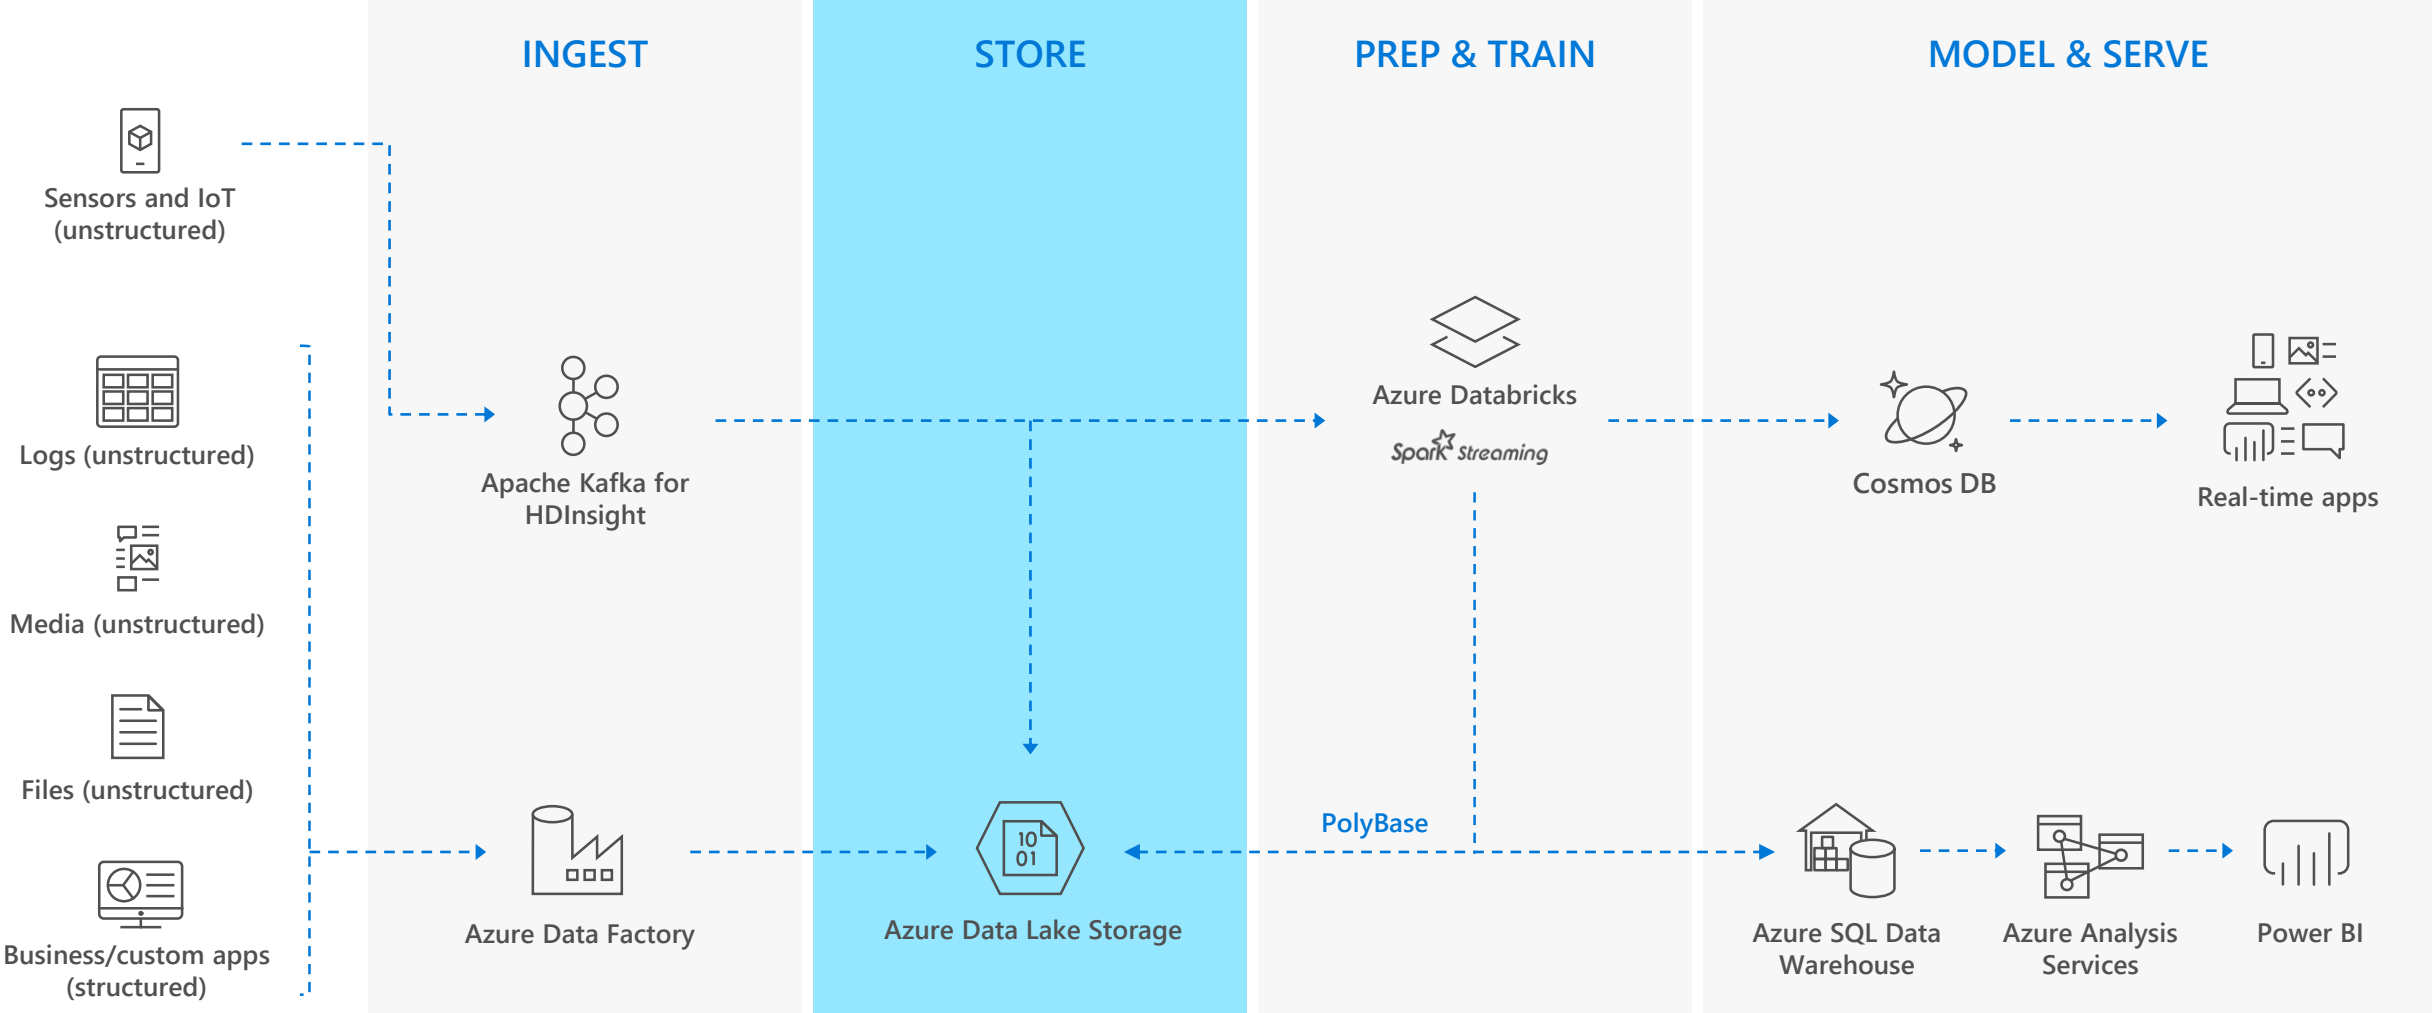 INGEST
STORE
PREP & TRAIN
MODEL & SERVE
Sensors and IoT
(unstructured)
Logs (unstructured)
Media (unstructured)
Files (unstructured)
Business/custom apps
(structured)
Apache Kafka for
HDInsight
Azure Data Factory
10
01
Azure Data Lake Storage
Azure Databricks
Spark Streaming
PolyBase
Cosmos DB
Real-time apps
Azure SQL Data
Warehouse
Azure Analysis
Services
Power BI